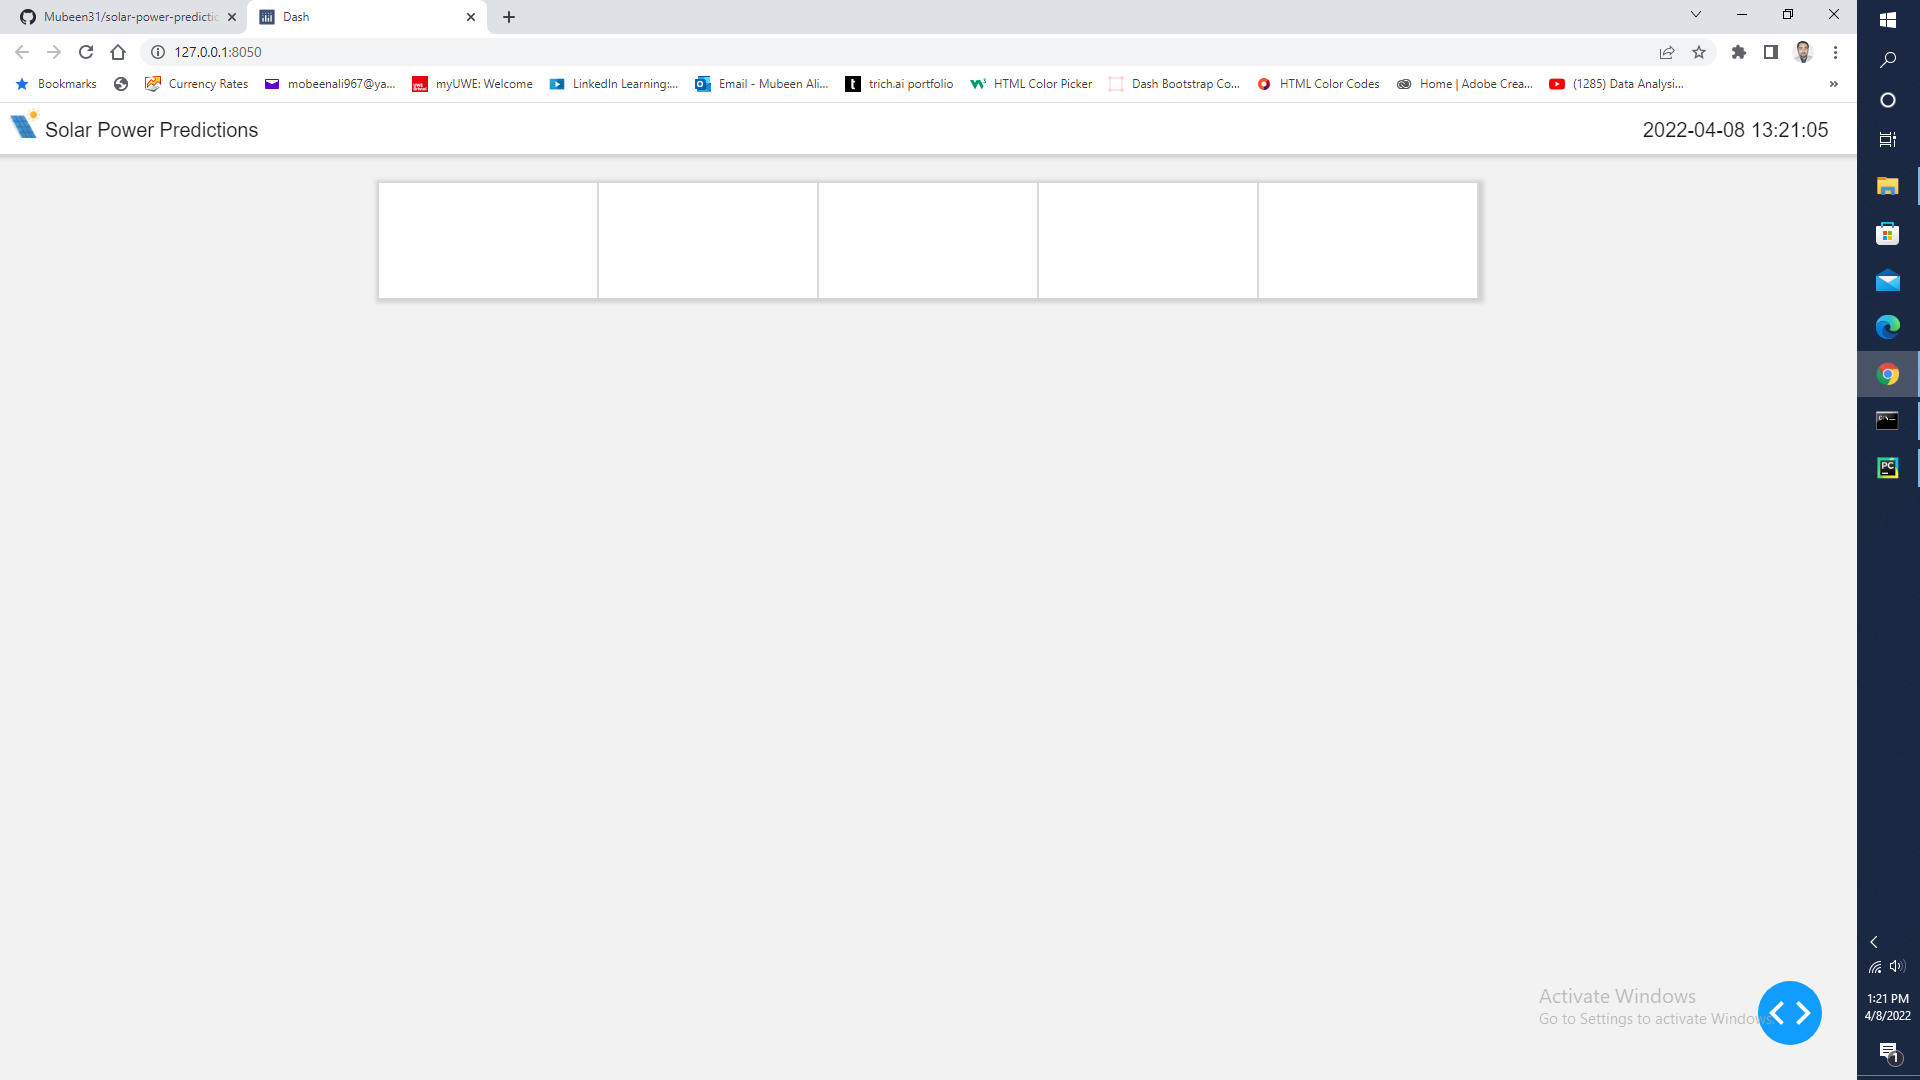 Mubeen31/solar-power-predictic
Dash
127.0.0.1:8050
Bookmarks
Currency Rates
mobeenali967@ya...
myUWE: Welcome
LinkedIn Learning:...
Email - Mubeen Ali...
trich.ai portfolio
HTML Color Picker
Dash Bootstrap Co...
HTML Color Codes
Home | Adobe Crea...
(1285) Data Analysi...
»
Solar Power Predictions
2022-04-08 13:21:05
Activate Windows
Go to Settings to activate Windows.
1:21 PM
4/8/2022
1